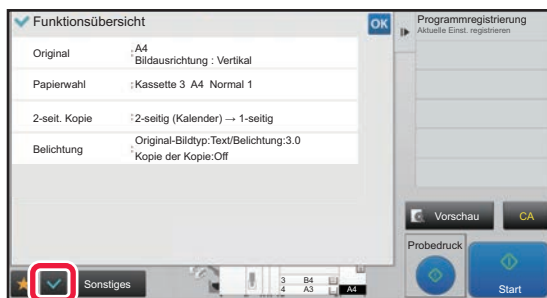 Funktionsübersicht
OK
Original
:A4
Bildausrichtung : Vertikal
Papierwahl
:Kassette 3 A4 Normal 1
2-seit. Kopie
:2-seitig (Kalender) → 1-seitig
Belichtung
:Original-Bildtyp:Text/Belichtung:3.0
Kopie der Kopie:Off
Programmregistrierung
Aktuelle Einst. registrieren
Vorschau
CA
Probedruck
Start
Sonstiges
3 B4
4 A3
A4